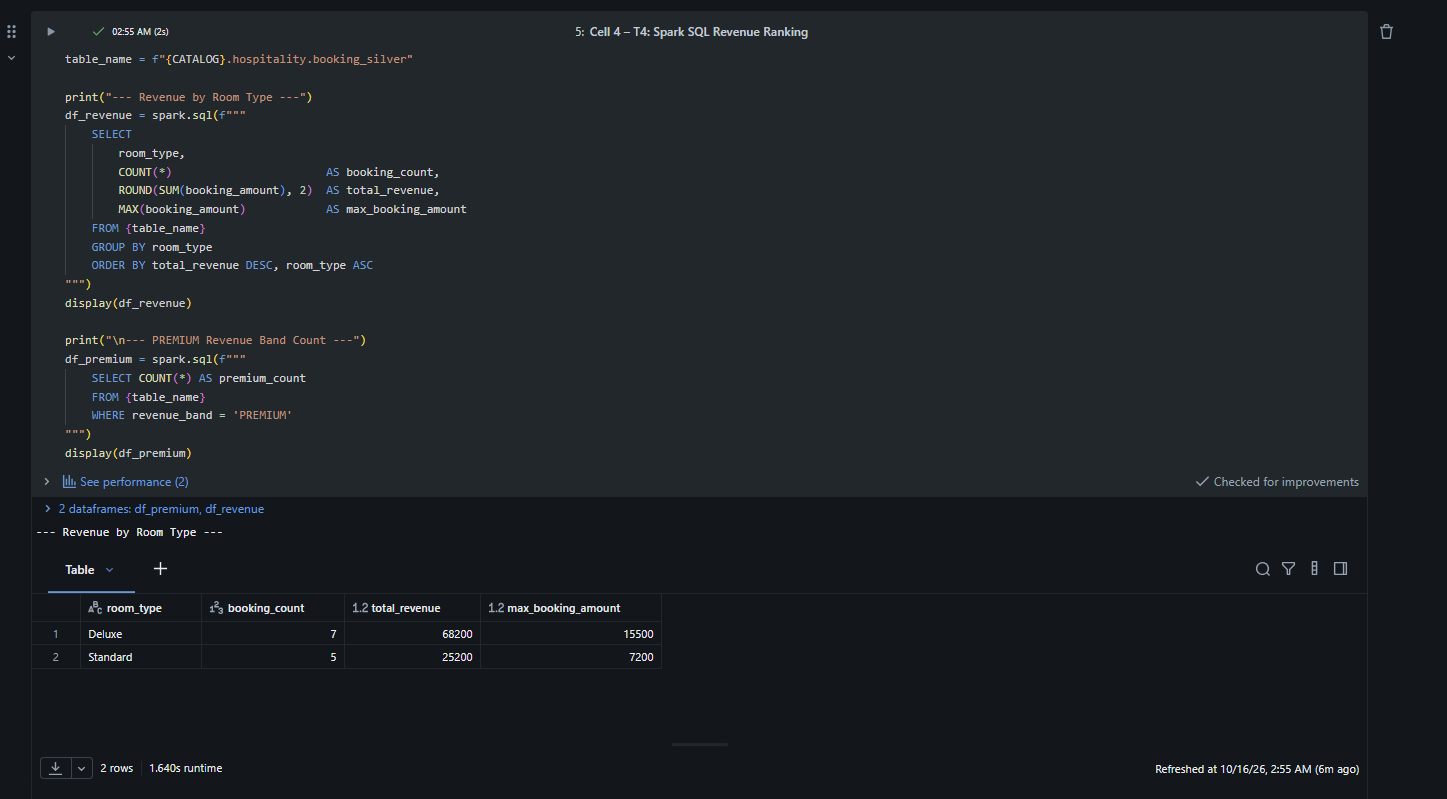 02:55 AM (2s)
5: Cell 4 – T4: Spark SQL Revenue Ranking
table_name = f"{CATALOG}.hospitality.booking_silver"
print("--- Revenue by Room Type ---")
df_revenue = spark.sql(f"""
SELECT
room_type,
COUNT(*) AS booking_count,
ROUND(SUM(booking_amount), 2) AS total_revenue,
MAX(booking_amount) AS max_booking_amount
FROM {table_name}
GROUP BY room_type
ORDER BY total_revenue DESC, room_type ASC
""")
display(df_revenue)
print("\n--- PREMIUM Revenue Band Count ---")
df_premium = spark.sql(f"""
SELECT COUNT(*) AS premium_count
FROM {table_name}
WHERE revenue_band = 'PREMIUM'
""")
display(df_premium)
See performance (2)
Checked for improvements
2 dataframes: df_premium, df_revenue
--- Revenue by Room Type ---
Table
ABC room_type 123 booking_count 1.2 total_revenue 1.2 max_booking_amount
1 Deluxe 7 68200 15500
2 Standard 5 25200 7200
2 rows 1.640s runtime
Refreshed at 10/16/26, 2:55 AM (6m ago)